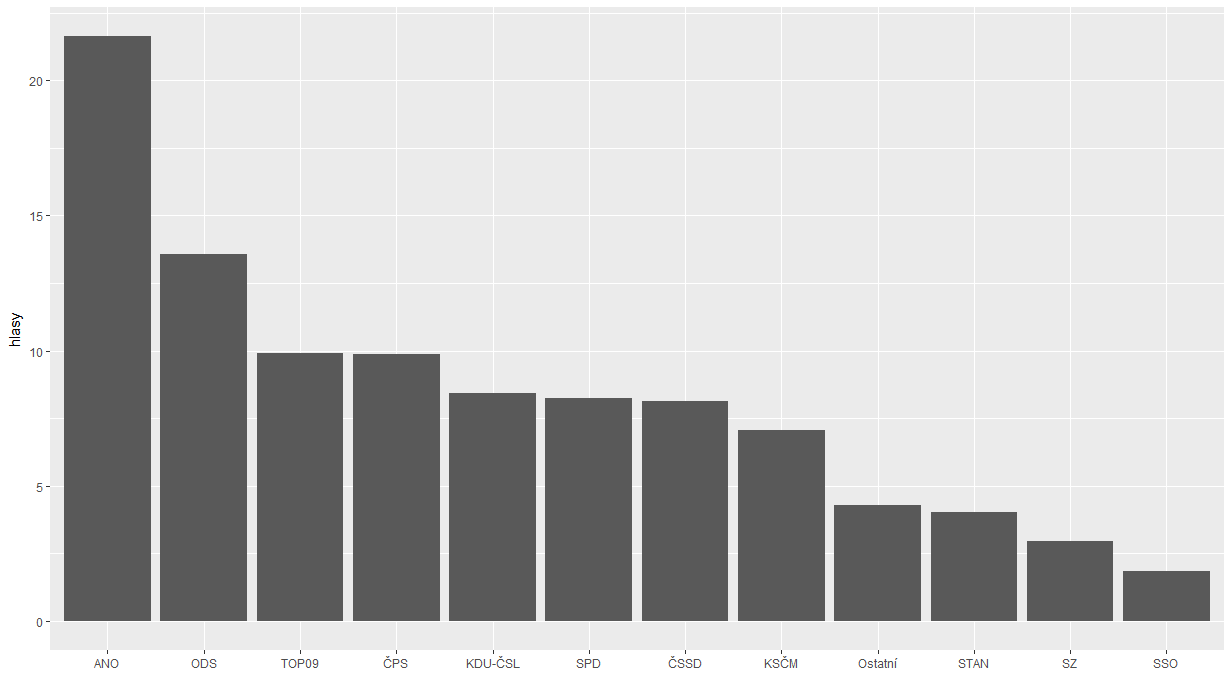 hlasy
20
15
10
5
0
ANO ODS TOP09 ČPS KDU-ČSL SPD ČSSD KSČM Ostatní STAN SZ SSO